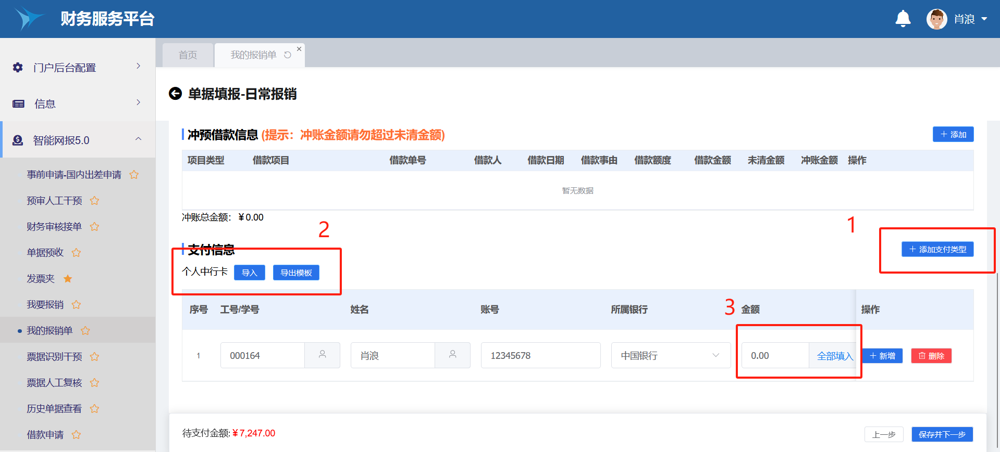 财务服务平台
肖浪
门户后台配置
信息
智能网报5.0
事前申请-国内出差申请
预审人工干预
财务审核接单
单据预收
发票夹
我要报销
我的报销单
票据识别干预
票据人工复核
历史单据查看
借款申请
首页
我的报销单
单据填报-日常报销
冲预借款信息 (提示：冲账金额请勿超过未清金额)
添加
项目类型 借款项目 借款单号 借款人 借款日期 借款事由 借款额度 借款金额 未清金额 冲账金额 操作
暂无数据
冲账总金额： ¥0.00
1
2
支付信息
添加支付类型
个人中行卡 导入 导出模板
3
序号 工号/学号 姓名 账号 所属银行 金额 操作
1 000164 肖浪 12345678 中国银行 0.00 全部填入 新增 删除
待支付金额:¥7,247.00
上一步 保存并下一步